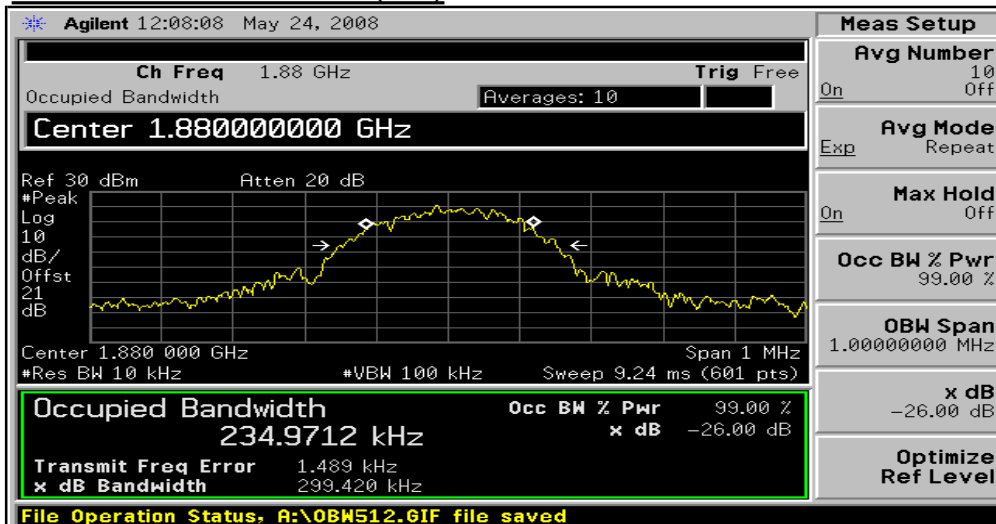 Agilent 12:08:08 May 24, 2008
Meas Setup
Ch Freq 1.88 GHz Trig Free
Occupied Bandwidth Averages: 10
Center 1.880000000 GHz
Ref 30 dBm Atten 20 dB
#Peak
Log
10
dB/
Offst
21
dB
Center 1.880 000 GHz Span 1 MHz
#Res BW 10 kHz #VBW 100 kHz Sweep 9.24 ms (601 pts)
Occupied Bandwidth Occ BW % Pwr 99.00 %
234.9712 kHz x dB -26.00 dB
Transmit Freq Error 1.489 kHz
x dB Bandwidth 299.420 kHz
File Operation Status, A:\OBW512.GIF file saved
Avg Number
10
On Off
Avg Mode
Exp Repeat
Max Hold
On Off
Occ BW % Pwr
99.00 %
OBW Span
1.00000000 MHz
x dB
-26.00 dB
Optimize
Ref Level